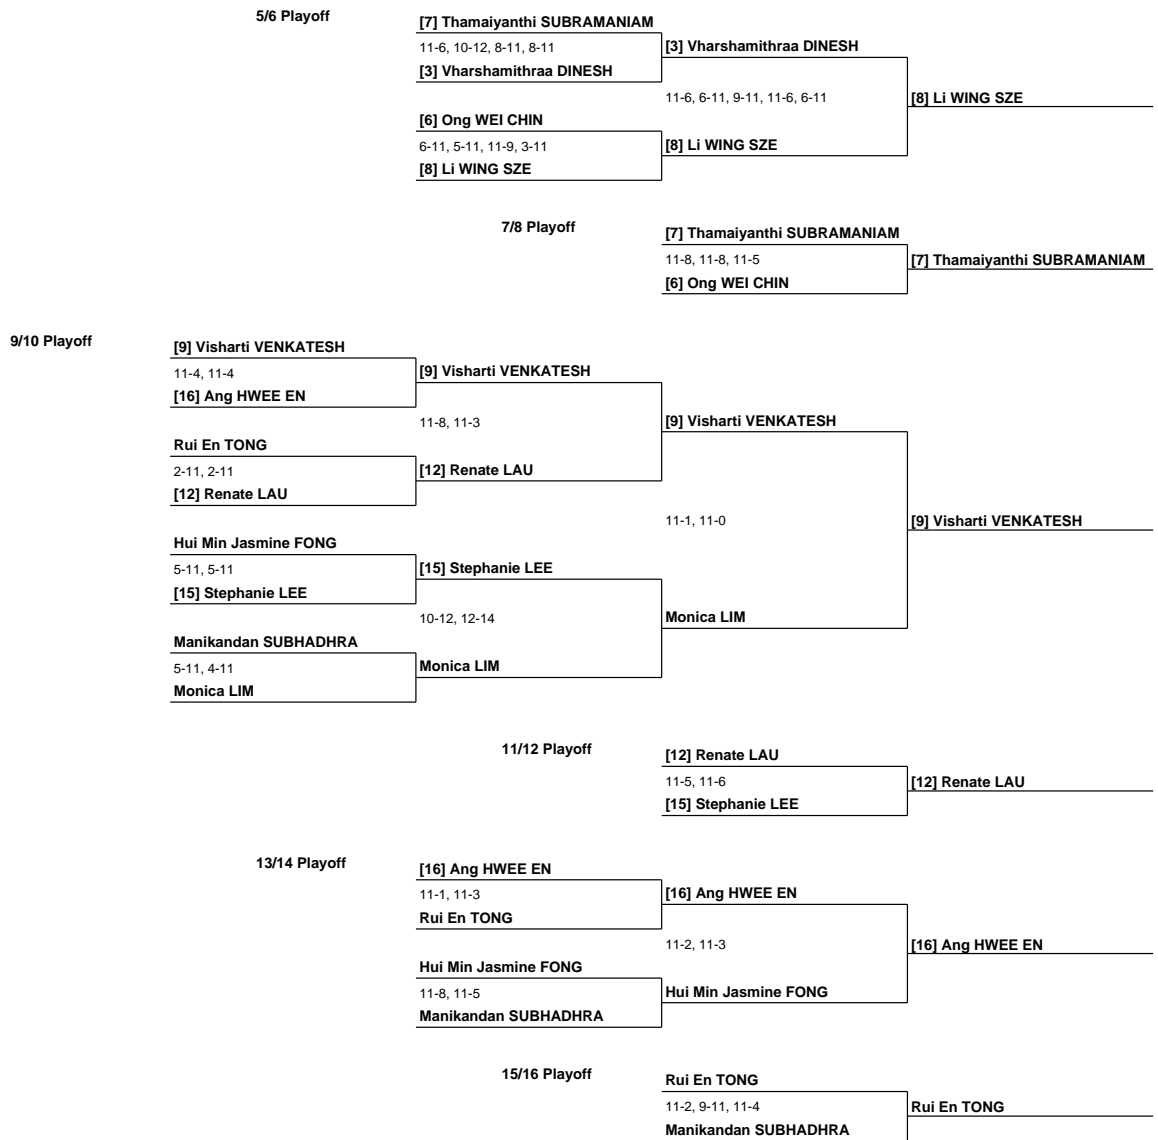 5/6 Playoff
[7] Thamaiyanthi SUBRAMANIAM
11-6, 10-12, 8-11, 8-11
[3] Vharshamithraa DINESH
[3] Vharshamithraa DINESH
11-6, 6-11, 9-11, 11-6, 6-11
[8] Li WING SZE
[6] Ong WEI CHIN
6-11, 5-11, 11-9, 3-11
[8] Li WING SZE
[8] Li WING SZE
7/8 Playoff
[7] Thamaiyanthi SUBRAMANIAM
11-8, 11-8, 11-5
[7] Thamaiyanthi SUBRAMANIAM
[6] Ong WEI CHIN
9/10 Playoff
[9] Visharti VENKATESH
11-4, 11-4
[9] Visharti VENKATESH
[16] Ang HWEE EN
11-8, 11-3
[9] Visharti VENKATESH
Rui En TONG
2-11, 2-11
[12] Renate LAU
[12] Renate LAU
11-1, 11-0
[9] Visharti VENKATESH
Hui Min Jasmine FONG
5-11, 5-11
[15] Stephanie LEE
[15] Stephanie LEE
10-12, 12-14
Monica LIM
Manikandan SUBHADHRA
5-11, 4-11
Monica LIM
Monica LIM
11/12 Playoff
[12] Renate LAU
11-5, 11-6
[12] Renate LAU
[15] Stephanie LEE
13/14 Playoff
[16] Ang HWEE EN
11-1, 11-3
[16] Ang HWEE EN
Rui En TONG
11-2, 11-3
[16] Ang HWEE EN
Hui Min Jasmine FONG
11-8, 11-5
Hui Min Jasmine FONG
Manikandan SUBHADHRA
15/16 Playoff
Rui En TONG
11-2, 9-11, 11-4
Rui En TONG
Manikandan SUBHADHRA